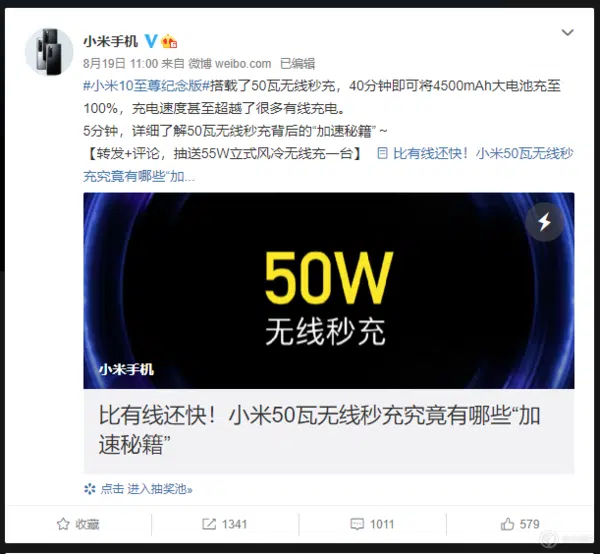 小米手机
8月19日 11:00 来自 微博 weibo.com 已编辑
#小米10至尊纪念版#搭载了50瓦无线秒充，40分钟即可将4500mAh大电池充至
100%，充电速度甚至超越了很多有线充电。
5分钟，详细了解50瓦无线秒充背后的“加速秘籍”～
【转发+评论，抽送55W立式风冷无线充一台】 比有线还快！小米50瓦无线秒
充究竟有哪些“加...
50W
无线秒充
小米手机
比有线还快！小米50瓦无线秒充究竟有哪些“加
速秘籍”
点击 进入抽奖池»
收藏 1341 1011 579